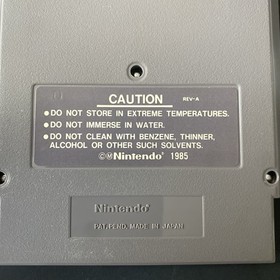 CAUTION REV-A
•DO NOT STORE IN EXTREME TEMPERATURES.
•DO NOT IMMERSE IN WATER.
•DO NOT CLEAN WITH BENZENE, THINNER,
ALCOHOL OR OTHER SUCH SOLVENTS.
©ⓂNintendo® 1985
Nintendo®
PAT. PEND. MADE IN JAPAN